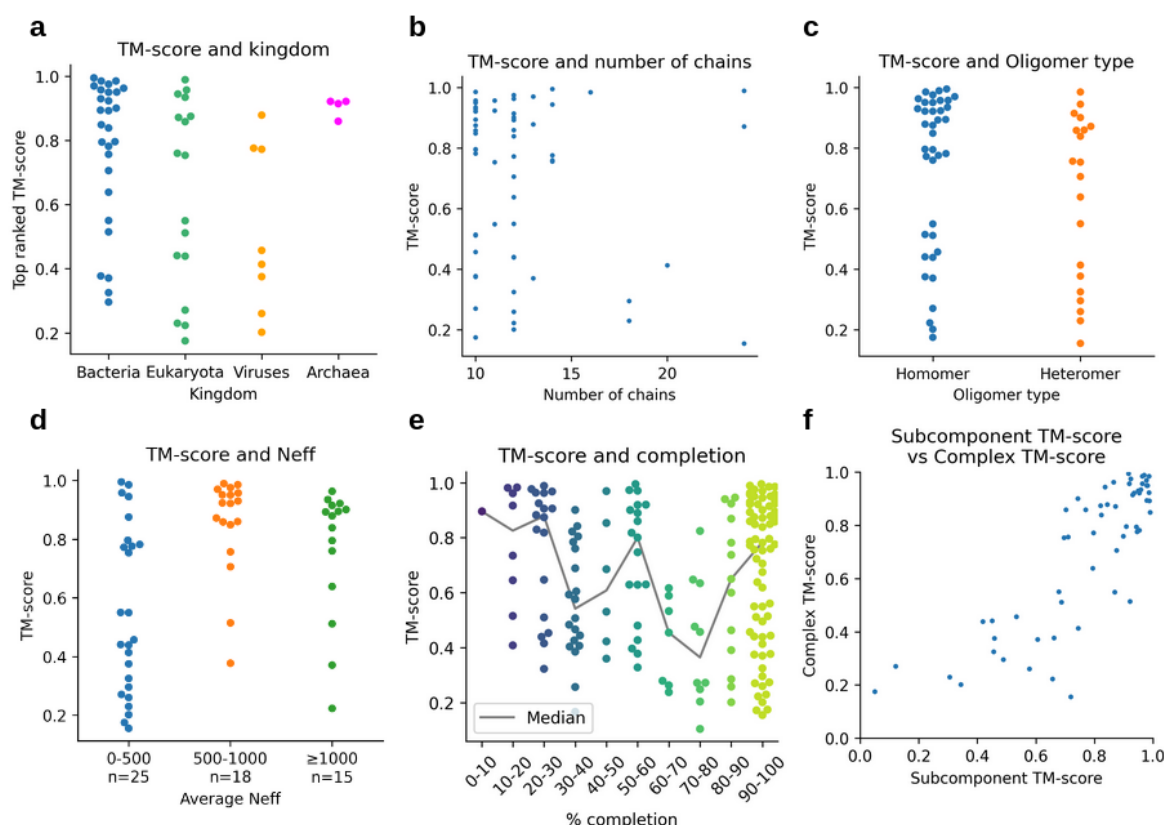 a
TM-score and kingdom
Top ranked TM-score
1.0
0.8
0.6
0.4
0.2
Bacteria Eukaryota Viruses Archaea
Kingdom
b
TM-score and number of chains
TM-score
1.0
0.8
0.6
0.4
0.2
10 15 20
Number of chains
c
TM-score and Oligomer type
TM-score
1.0
0.8
0.6
0.4
0.2
Homomer Heteromer
Oligomer type
d
TM-score and Neff
TM-score
1.0
0.8
0.6
0.4
0.2
0-500 500-1000 ≥1000
n=25 n=18 n=15
Average Neff
e
TM-score and completion
TM-score
1.0
0.8
0.6
0.4
0.2
Median
0-10 10-20 20-30 30-40 40-50 50-60 60-70 70-80 80-90 90-100
% completion
f
Subcomponent TM-score
vs Complex TM-score
Complex TM-score
1.0
0.8
0.6
0.4
0.2
0.0
0.0 0.2 0.4 0.6 0.8 1.0
Subcomponent TM-score